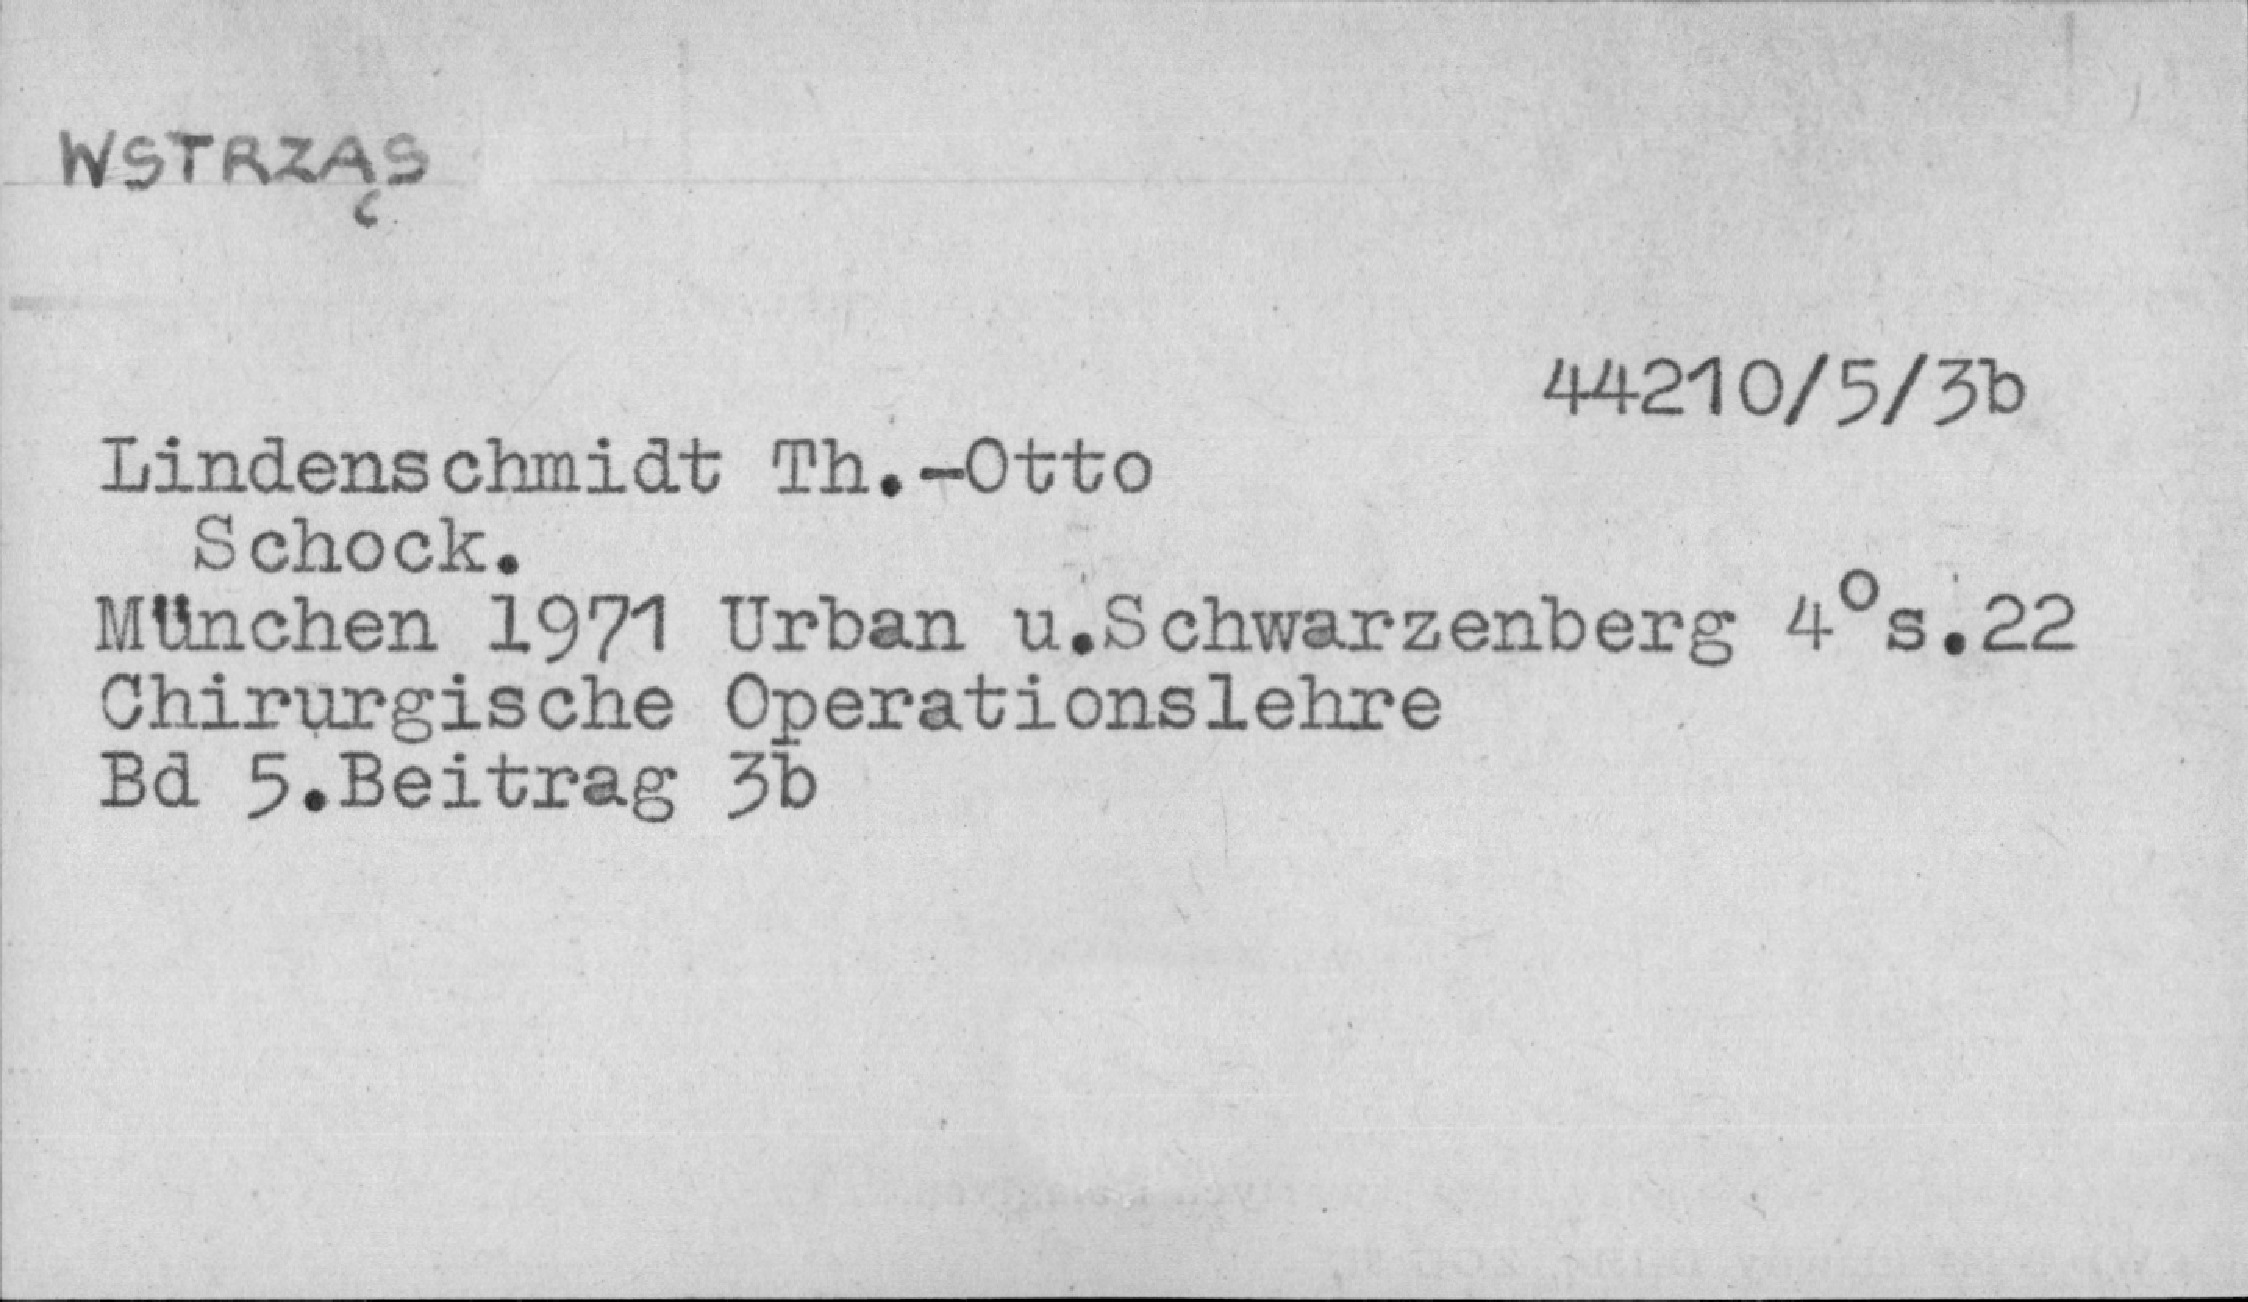 WSTRZĄS
44210/5/3b
Lindenschmidt Th.-Otto
Schock.
München 1971 Urban u.Schwarzenberg 4°s.22
Chirurgische Operationslehre
Bd 5.Beitrag 3b